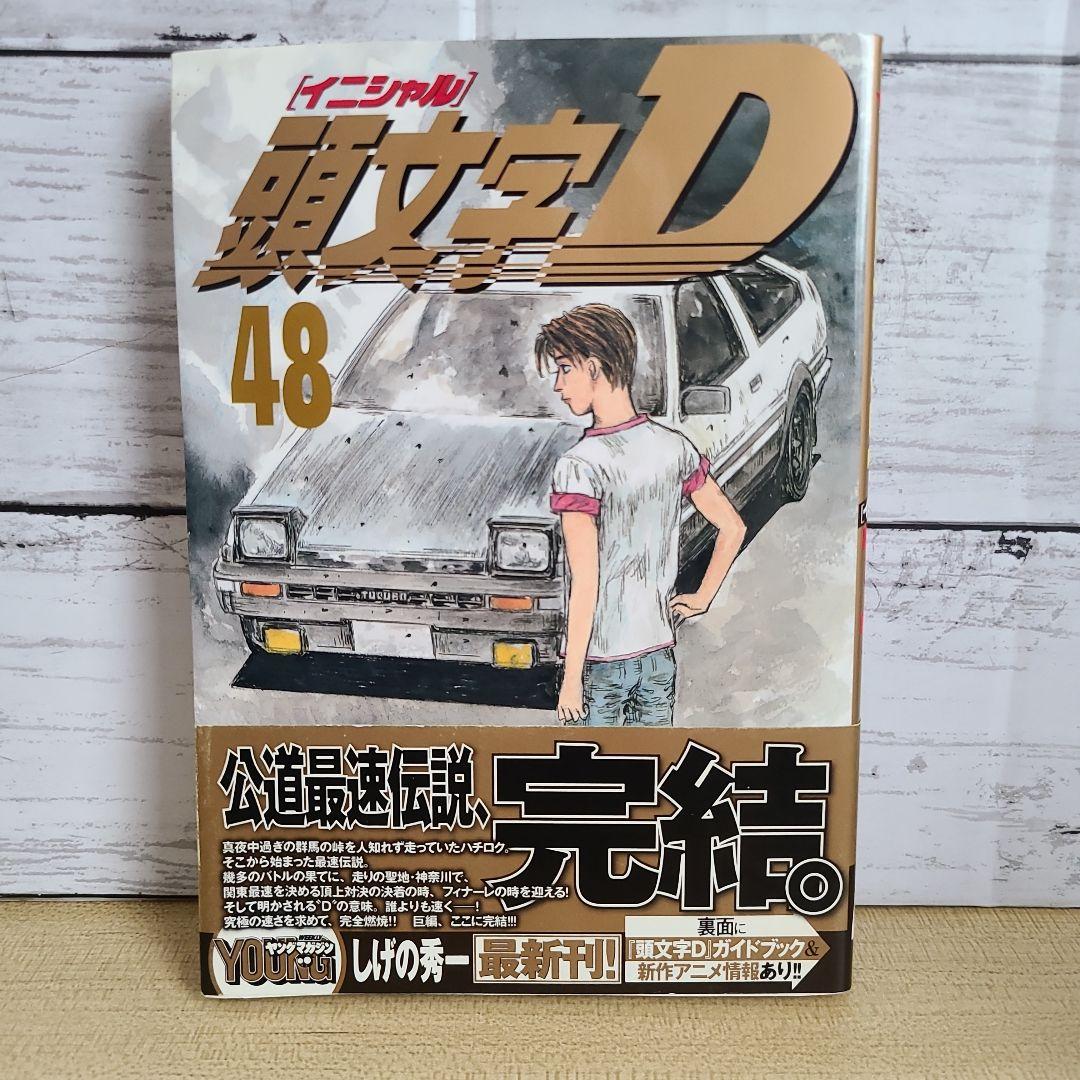 [イニシャル]
頭文字D
48
公道最速伝説、
完結。
真夜中過ぎの群馬の峠を人知れず走っていたハチロク。
そこから始まった最速伝説。
幾多のバトルの果てに、走りの聖地・神奈川で、
関東最速を決める頂上対決の決着の時、フィナーレの時を迎える!
そして明かされる“D”の意味。誰よりも速く――!
究極の速さを求めて、完全燃焼!! 巨編、ここに完結!!!
WEEKLY
ヤングマガジン
YOUNG
しげの秀一
最新刊!
裏面に
『頭文字D』ガイドブック&
新作アニメ情報あり!!